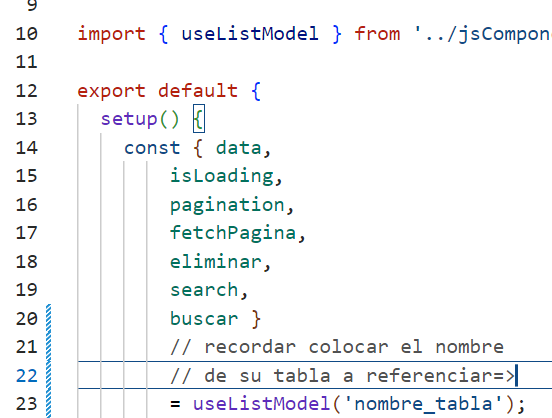 9
10 import { useListModel } from '../jsCompon
11
12 export default {
13 setup() {
14 const { data,
15 isLoading,
16 pagination,
17 fetchPagina,
18 eliminar,
19 search,
20 buscar }
21 // recordar colocar el nombre
22 // de su tabla a referenciar=>
23 = useListModel('nombre_tabla');